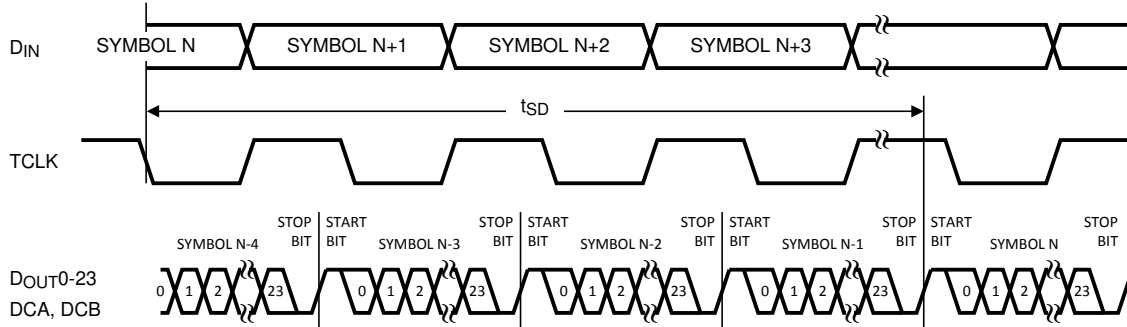 DIN
SYMBOL N SYMBOL N+1 SYMBOL N+2 SYMBOL N+3
tSD
TCLK
STOP BIT START BIT STOP BIT START BIT STOP BIT START BIT STOP BIT START BIT STOP BIT
SYMBOL N-4 SYMBOL N-3 SYMBOL N-2 SYMBOL N-1 SYMBOL N
DOUT0-23
DCA, DCB
0 1 2 23 0 1 2 23 0 1 2 23 0 1 2 23 0 1 2 23